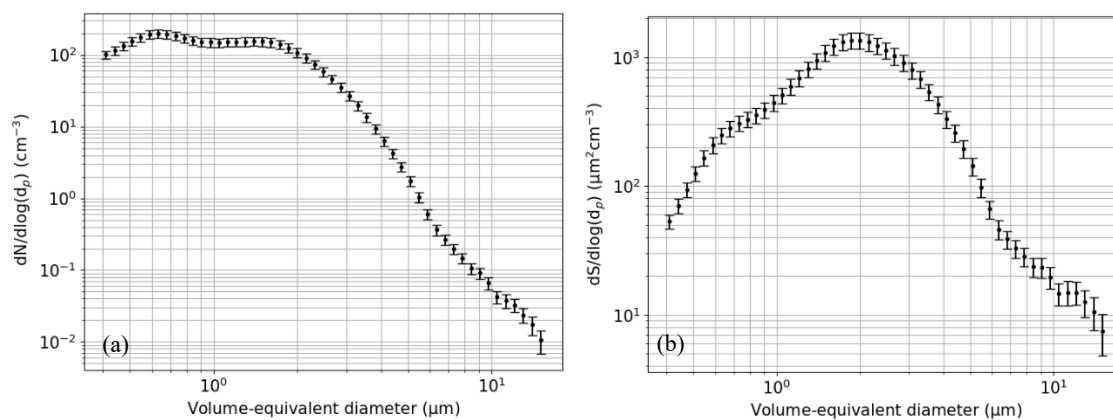 dN/dlog(dₚ) (cm⁻³)
10²
10¹
10⁰
10⁻¹
10⁻²
(a)
10⁰
10¹
Volume-equivalent diameter (μm)
dS/dlog(dₚ) (μm²cm⁻³)
10³
10²
10¹
(b)
10⁰
10¹
Volume-equivalent diameter (μm)